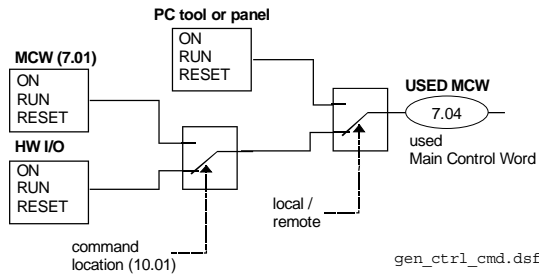 PC tool or panel
ON
RUN
RESET
MCW (7.01)
ON
RUN
RESET
HW I/O
ON
RUN
RESET
USED MCW
7.04
used
Main Control Word
local /
remote
command
location (10.01)
gen_ctrl_cmd.dsf